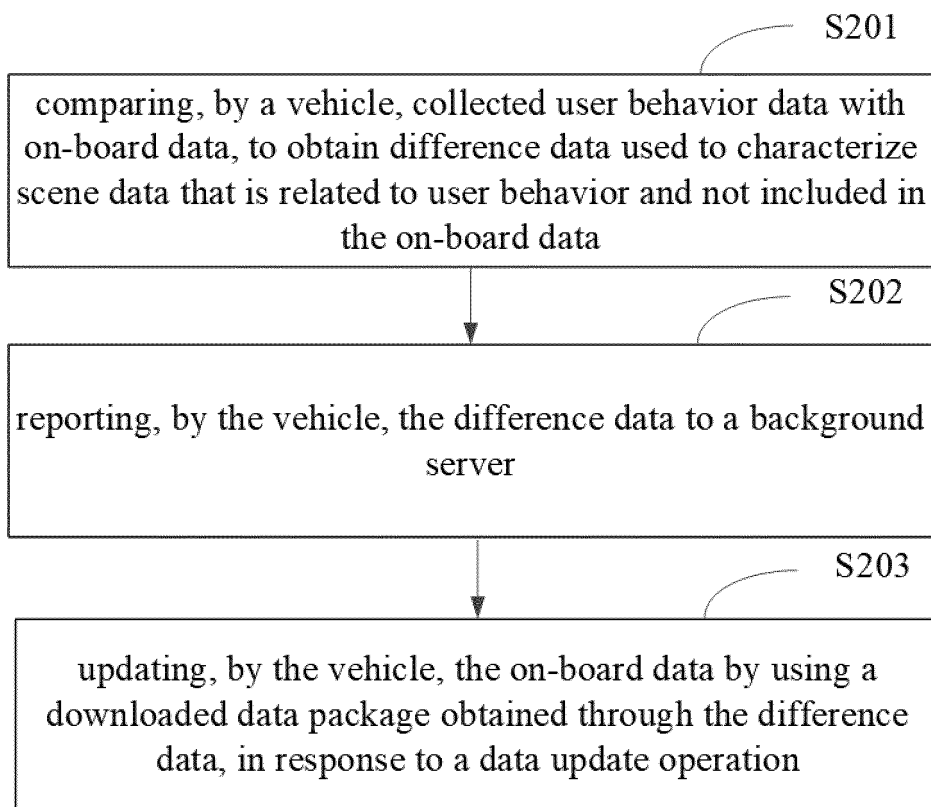 S201
comparing, by a vehicle, collected user behavior data with
on-board data, to obtain difference data used to characterize
scene data that is related to user behavior and not included in
the on-board data
S202
reporting, by the vehicle, the difference data to a background
server
S203
updating, by the vehicle, the on-board data by using a
downloaded data package obtained through the difference
data, in response to a data update operation